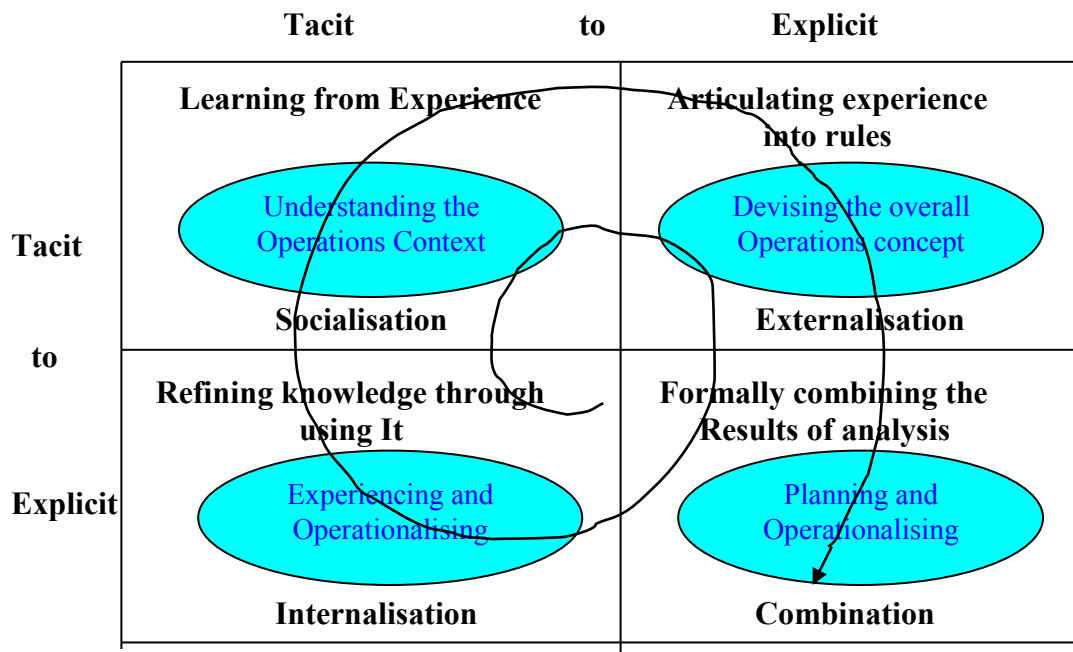 Tacit to Explicit
Learning from Experience
Articulating experience
into rules
Understanding the
Operations Context
Devising the overall
Operations concept
Tacit
Socialisation
Externalisation
to
Refining knowledge through
using It
Formally combining the
Results of analysis
Explicit
Experiencing and
Operationalising
Planning and
Operationalising
Internalisation
Combination